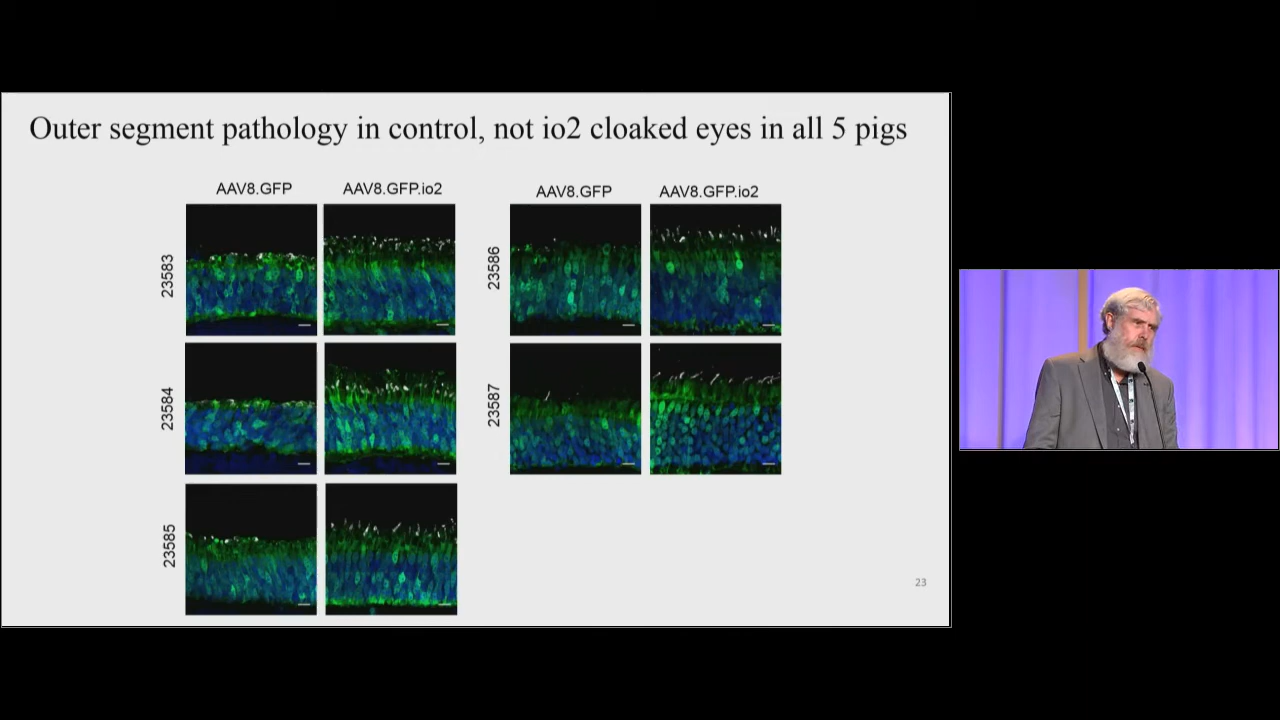 Outer segment pathology in control, not io2 cloaked eyes in all 5 pigs
AAV8.GFP
AAV8.GFP.io2
AAV8.GFP
AAV8.GFP.io2
23583
23586
23584
23587
23585
23